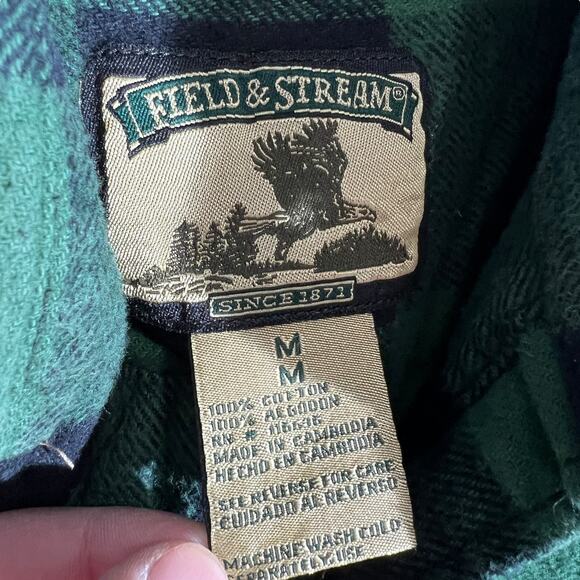 FIELD & STREAM®
SINCE 1871
M
M
100% COTTON
100% ALGODON
RN # 116146
MADE IN CAMBODIA
HECHO EN CAMBODIA
SEE REVERSE FOR CARE
CUIDADO AL REVERSO
MACHINE WASH COLD
SEPARATELY. USE